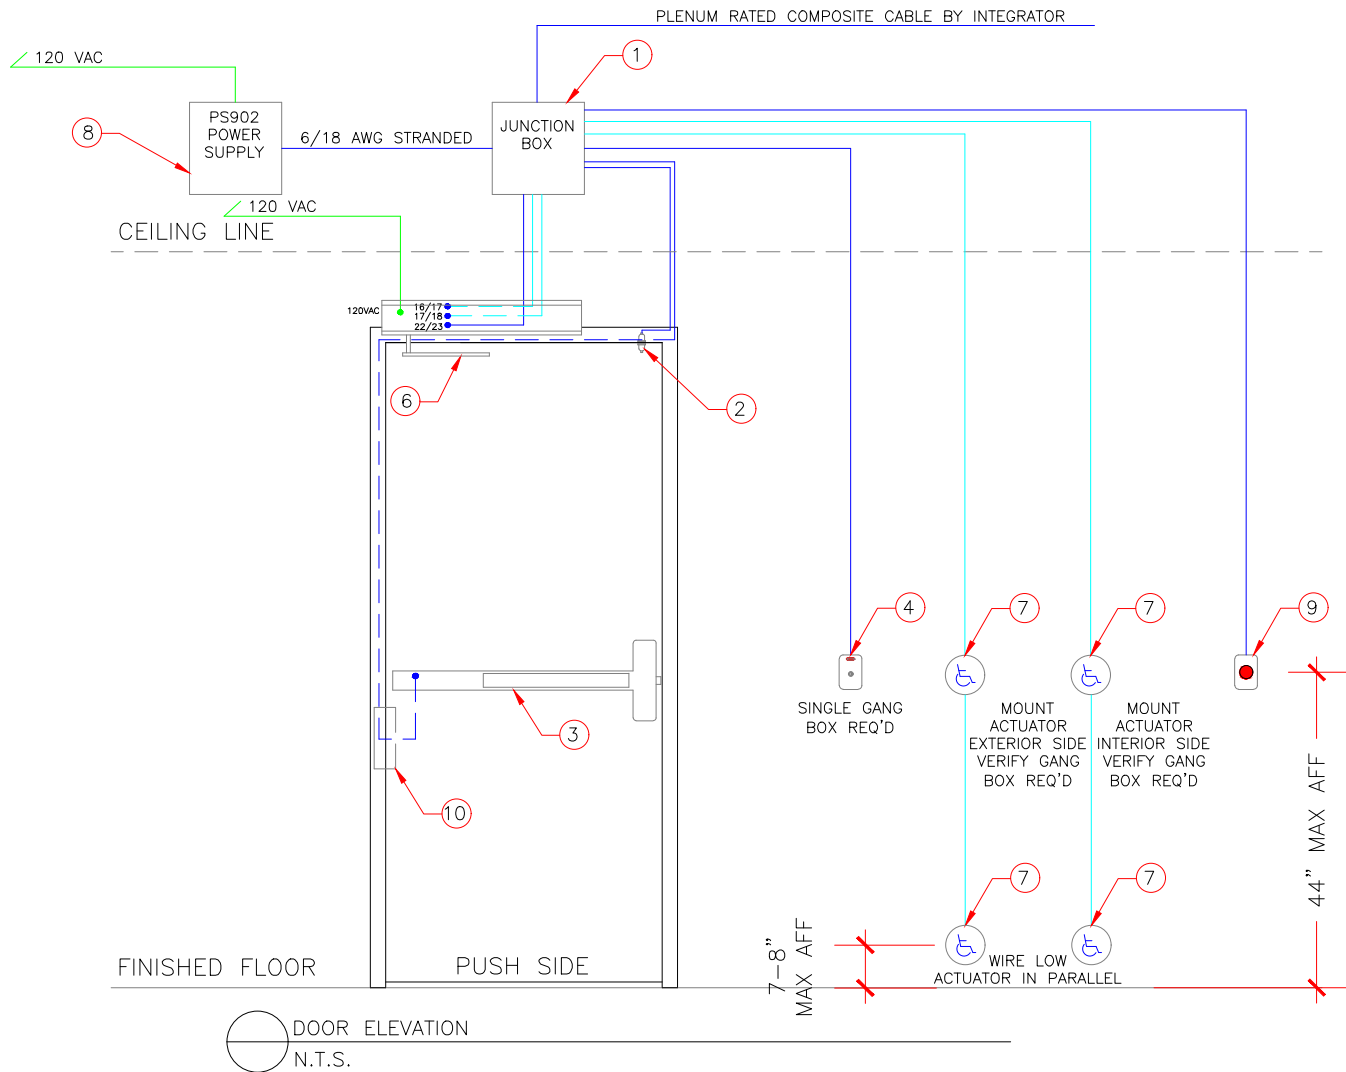 PLENUM RATED COMPOSITE CABLE BY INTEGRATOR
120 VAC
1
PS902
POWER
SUPPLY
8
6/18 AWG STRANDED
JUNCTION
BOX
120 VAC
CEILING LINE
120VAC
16/17
17/18
22/23
6
2
4
7
7
9
SINGLE GANG
BOX REQ'D
MOUNT
ACTUATOR
EXTERIOR SIDE
VERIFY GANG
BOX REQ'D
MOUNT
ACTUATOR
INTERIOR SIDE
VERIFY GANG
BOX REQ'D
3
10
44" MAX AFF
7
7
7-8"
MAX AFF
WIRE LOW
ACTUATOR IN PARALLEL
FINISHED FLOOR
PUSH SIDE
DOOR ELEVATION
N.T.S.